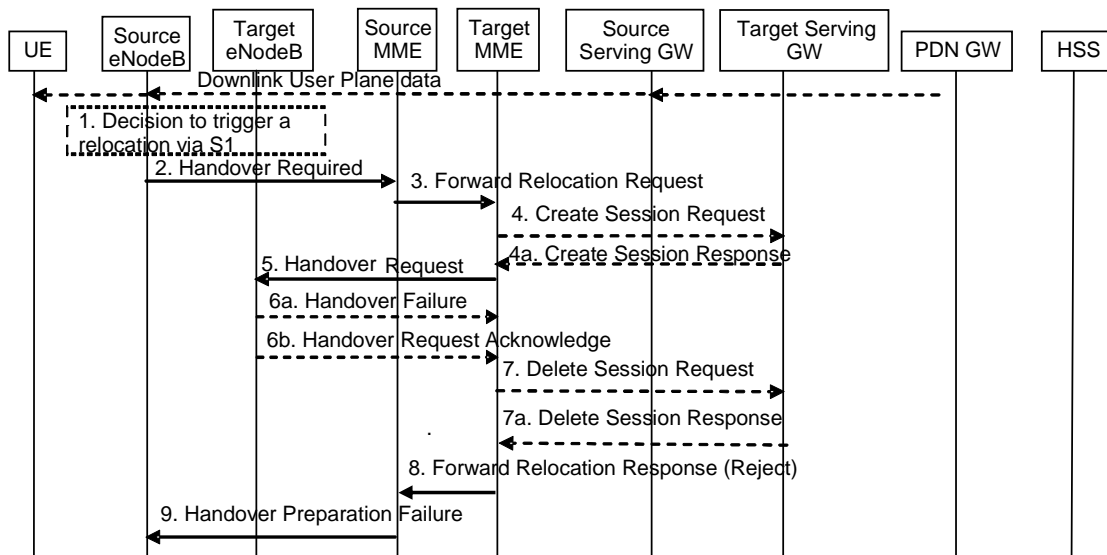 UE
Source
eNodeB
Target
eNodeB
Source
MME
Target
MME
Source
Serving GW
Target Serving
GW
PDN GW
HSS
Downlink User Plane data
1. Decision to trigger a
relocation via S1
2. Handover Required
3. Forward Relocation Request
4. Create Session Request
4a. Create Session Response
5. Handover Request
6a. Handover Failure
6b. Handover Request Acknowledge
7. Delete Session Request
7a. Delete Session Response
.
8. Forward Relocation Response (Reject)
9. Handover Preparation Failure